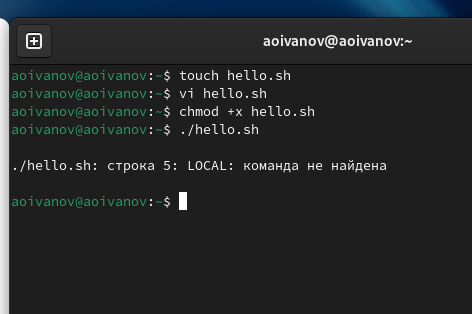 aoivanov@aoivanov:~
aoivanov@aoivanov:~$ touch hello.sh
aoivanov@aoivanov:~$ vi hello.sh
aoivanov@aoivanov:~$ chmod +x hello.sh
aoivanov@aoivanov:~$ ./hello.sh
./hello.sh: строка 5: LOCAL: команда не найдена
aoivanov@aoivanov:~$